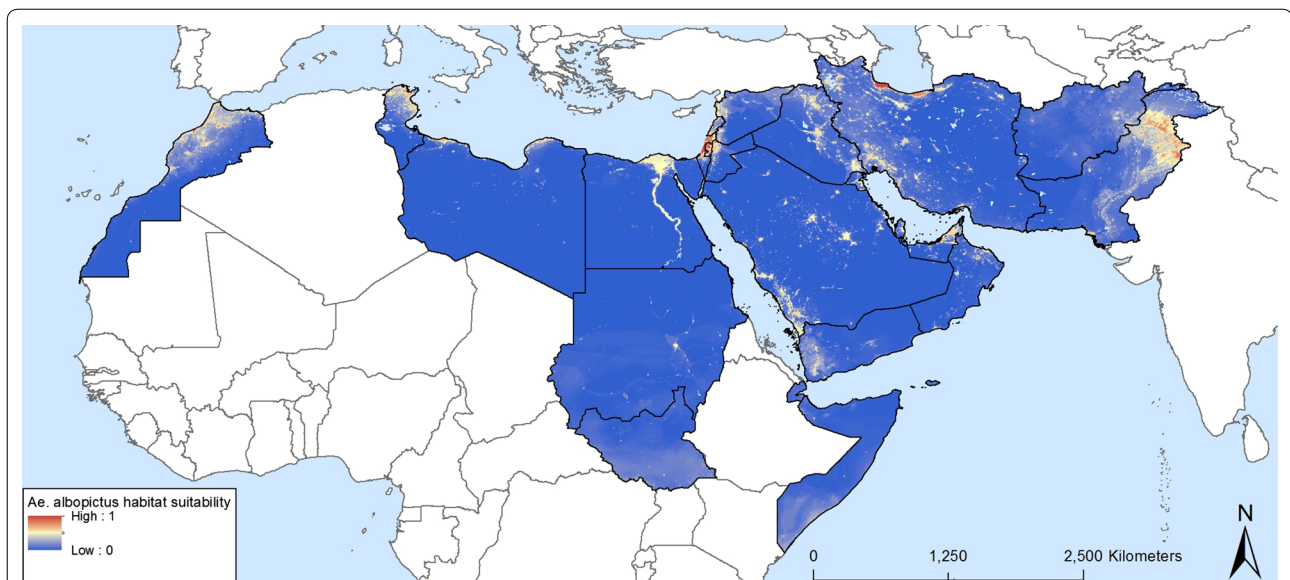 Ae. albopictus habitat suitability
High : 1
Low : 0
N
0 1,250 2,500 Kilometers